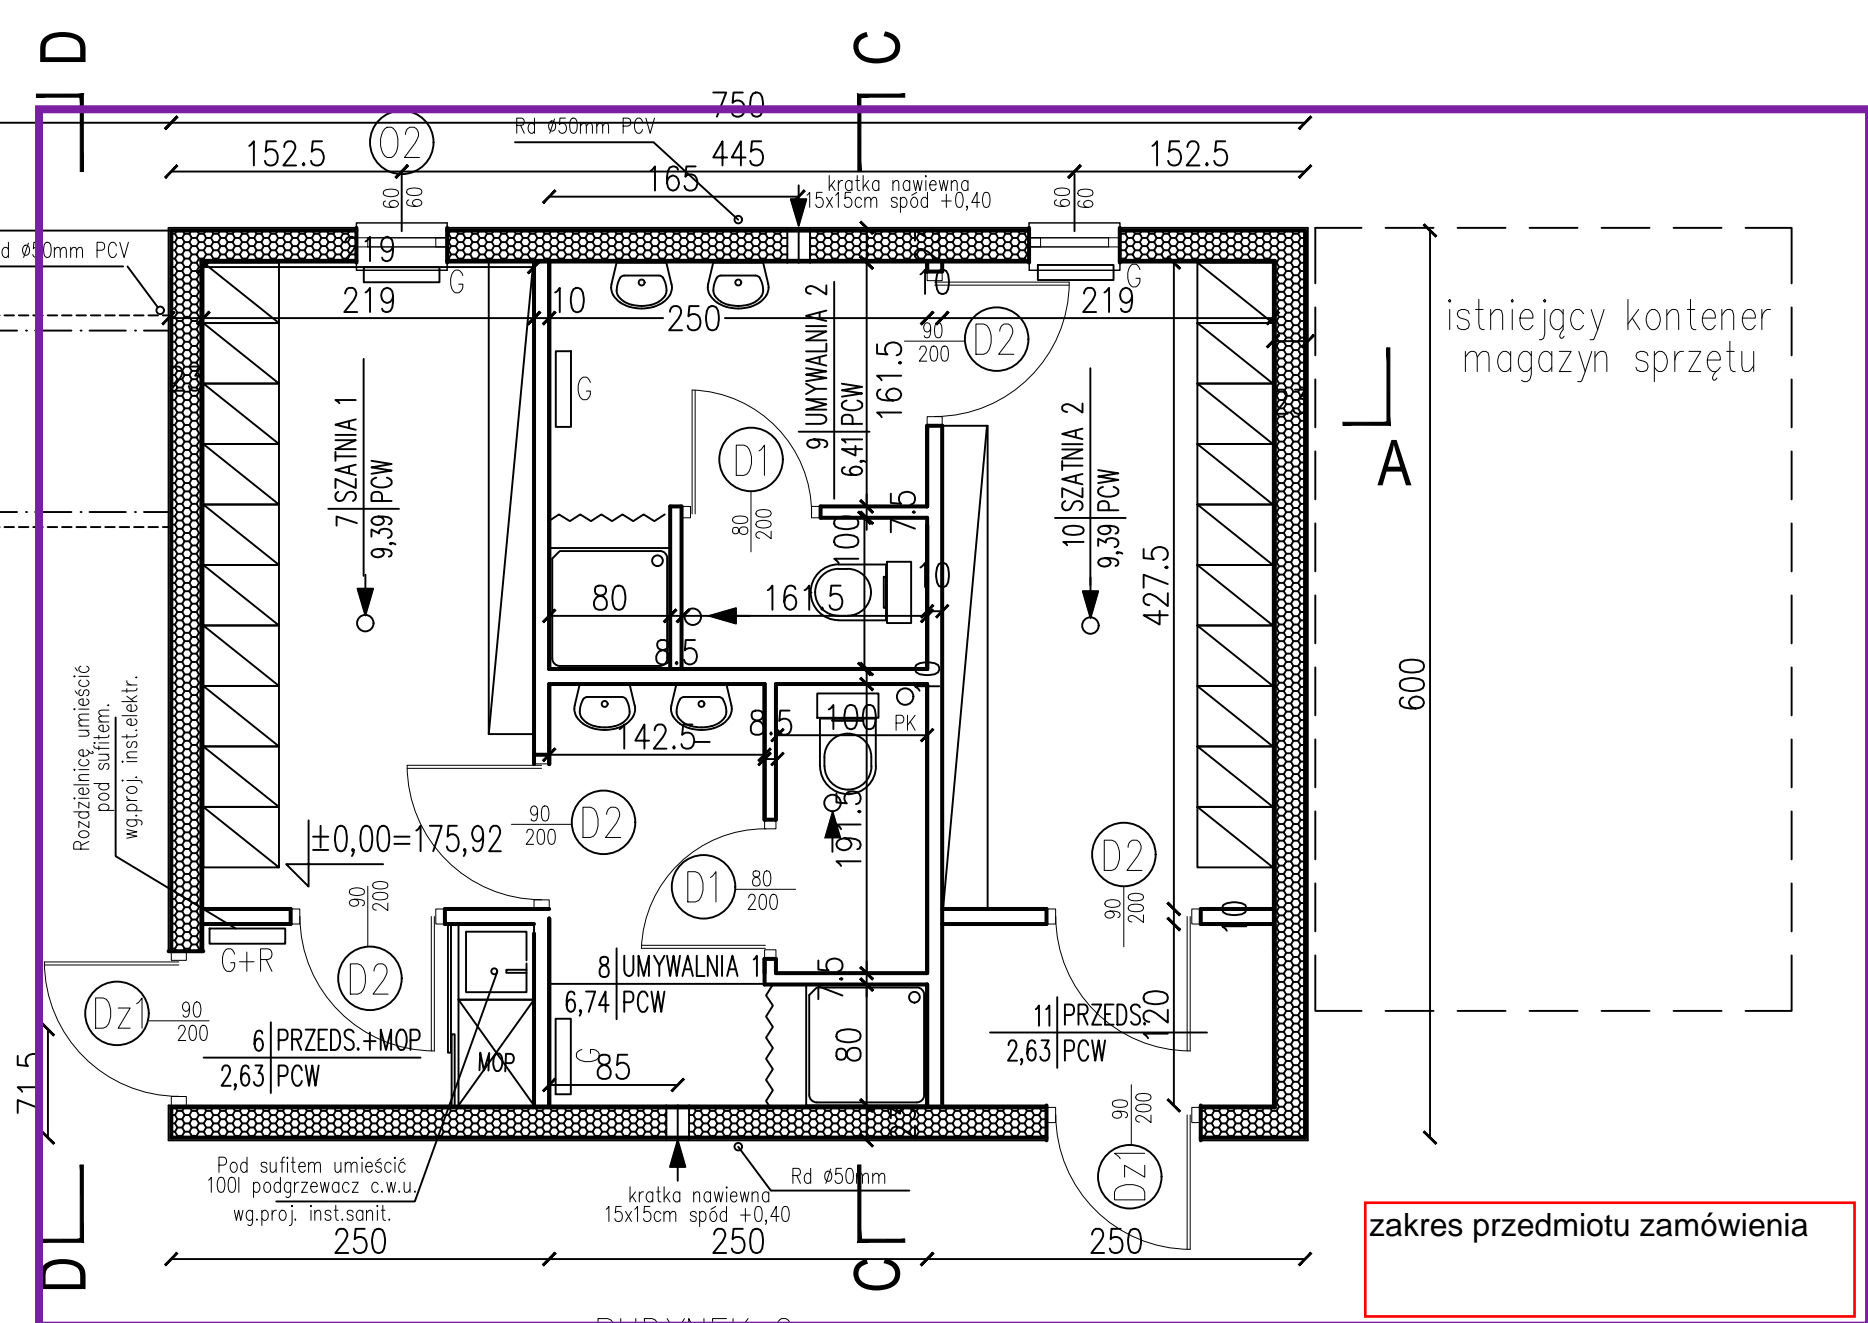 D
C
750
Rd ø50mm PCV
152.5
O2
445
152.5
165
60
60
kratka nawiewna
15x15cm spód +0,40
60
60
d ø50mm PCV
19
G
G
219
10
250
10
219
90
200
D2
istniejący kontener
magazyn sprzętu
G
9 UMYWALNIA 2
6,41 PCW
161.5
7 SZATNIA 1
9,39 PCW
D1
80
200
10 SZATNIA 2
9,39 PCW
A
7.5
100
427.5
80
161.5
10
8.5
10
600
Rozdzielnicę umieścić
pod sufitem.
wg.proj. inst.elektr.
142.5
8.5
100
PK
±0,00=175,92
90
200
D2
191.5
D1
80
200
D2
90
200
90
200
10
G+R
D2
8 UMYWALNIA 1
6,74 PCW
7.5
Dz1
90
200
6 PRZEDS.+MOP
2,63 PCW
MOP
G
85
80
11 PRZEDS.
2,63 PCW
120
71.5
90
200
Dz1
Pod sufitem umieścić
100l podgrzewacz c.w.u.
wg.proj. inst.sanit.
kratka nawiewna
15x15cm spód +0,40
Rd ø50mm
250
250
250
D
C
zakres przedmiotu zamówienia